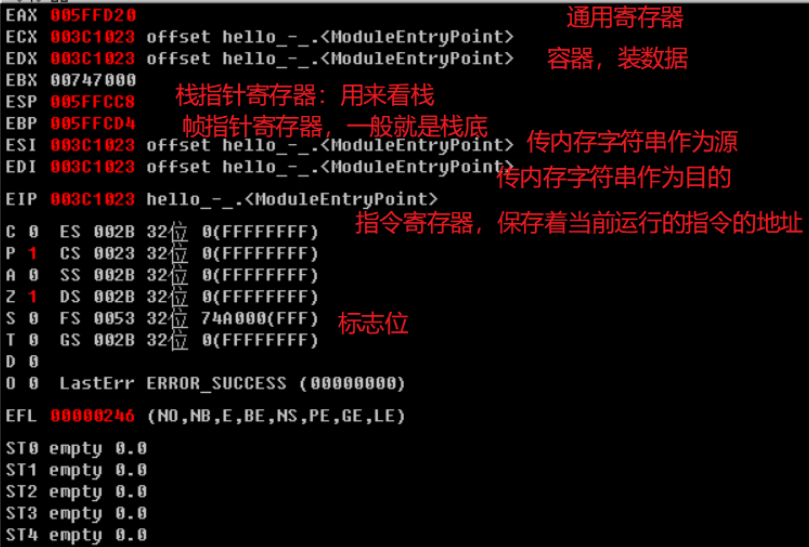 EAX 005FFD20 通用寄存器
ECX 003C1023 offset hello_-_.<ModuleEntryPoint>
EDX 003C1023 offset hello_-_.<ModuleEntryPoint> 容器，装数据
EBX 00747000
ESP 005FFCC8 栈指针寄存器：用来看栈
EBP 005FFCD4 帧指针寄存器，一般就是栈底
ESI 003C1023 offset hello_-_.<ModuleEntryPoint> 传内存字符串作为源
EDI 003C1023 offset hello_-_.<ModuleEntryPoint>
传内存字符串作为目的
EIP 003C1023 hello_-_.<ModuleEntryPoint>
指令寄存器，保存着当前运行的指令的地址
C 0 ES 002B 32位 0(FFFFFFFF)
P 1 CS 0023 32位 0(FFFFFFFF)
A 0 SS 002B 32位 0(FFFFFFFF)
Z 1 DS 002B 32位 0(FFFFFFFF)
S 0 FS 0053 32位 74A000(FFF) 标志位
T 0 GS 002B 32位 0(FFFFFFFF)
D 0
O 0 LastErr ERROR_SUCCESS (00000000)
EFL 00000246 (NO,NB,E,BE,NS,PE,GE,LE)
ST0 empty 0.0
ST1 empty 0.0
ST2 empty 0.0
ST3 empty 0.0
ST4 empty 0.0